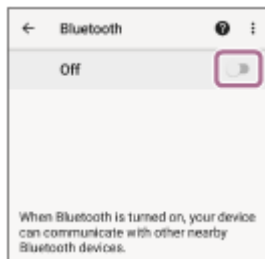 Bluetooth
Off
When Bluetooth is turned on, your device
can communicate with other nearby
Bluetooth devices.